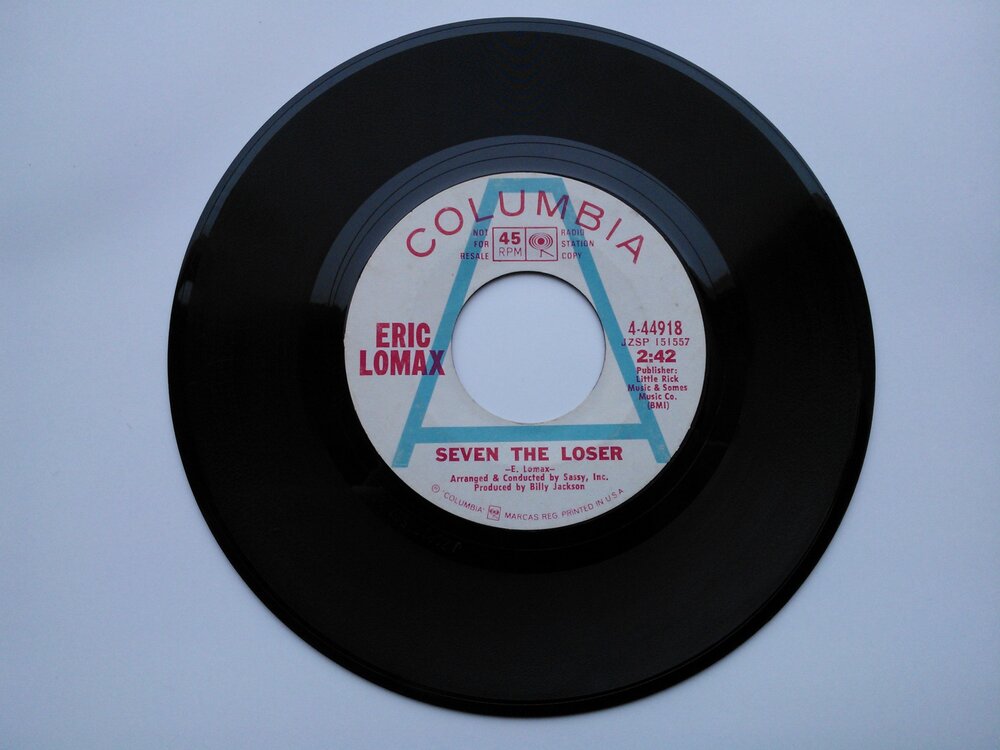 COLUMBIA
NOT
FOR
RESALE
45
RPM
RADIO
STATION
COPY
ERIC
LOMAX
4-44918
JZSP 151557
2:42
Publisher:
Little Rick
Music & Somes
Music Co.
(BMI)
SEVEN THE LOSER
—E. Lomax—
Arranged & Conducted by Sassy, Inc.
Produced by Billy Jackson
℗ "COLUMBIA" MARCAS REG. PRINTED IN U.S.A.